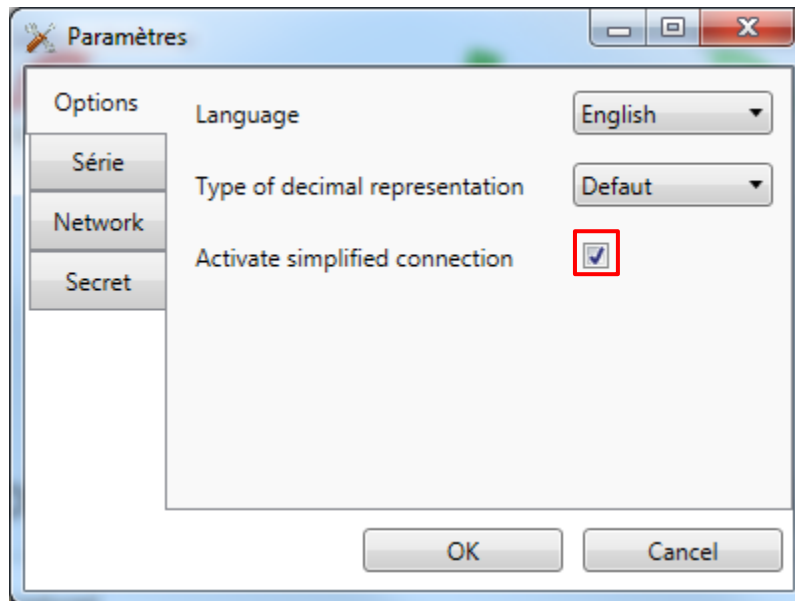 Paramètres
Options
Language
English
Série
Type of decimal representation
Defaut
Network
Activate simplified connection
Secret
OK
Cancel